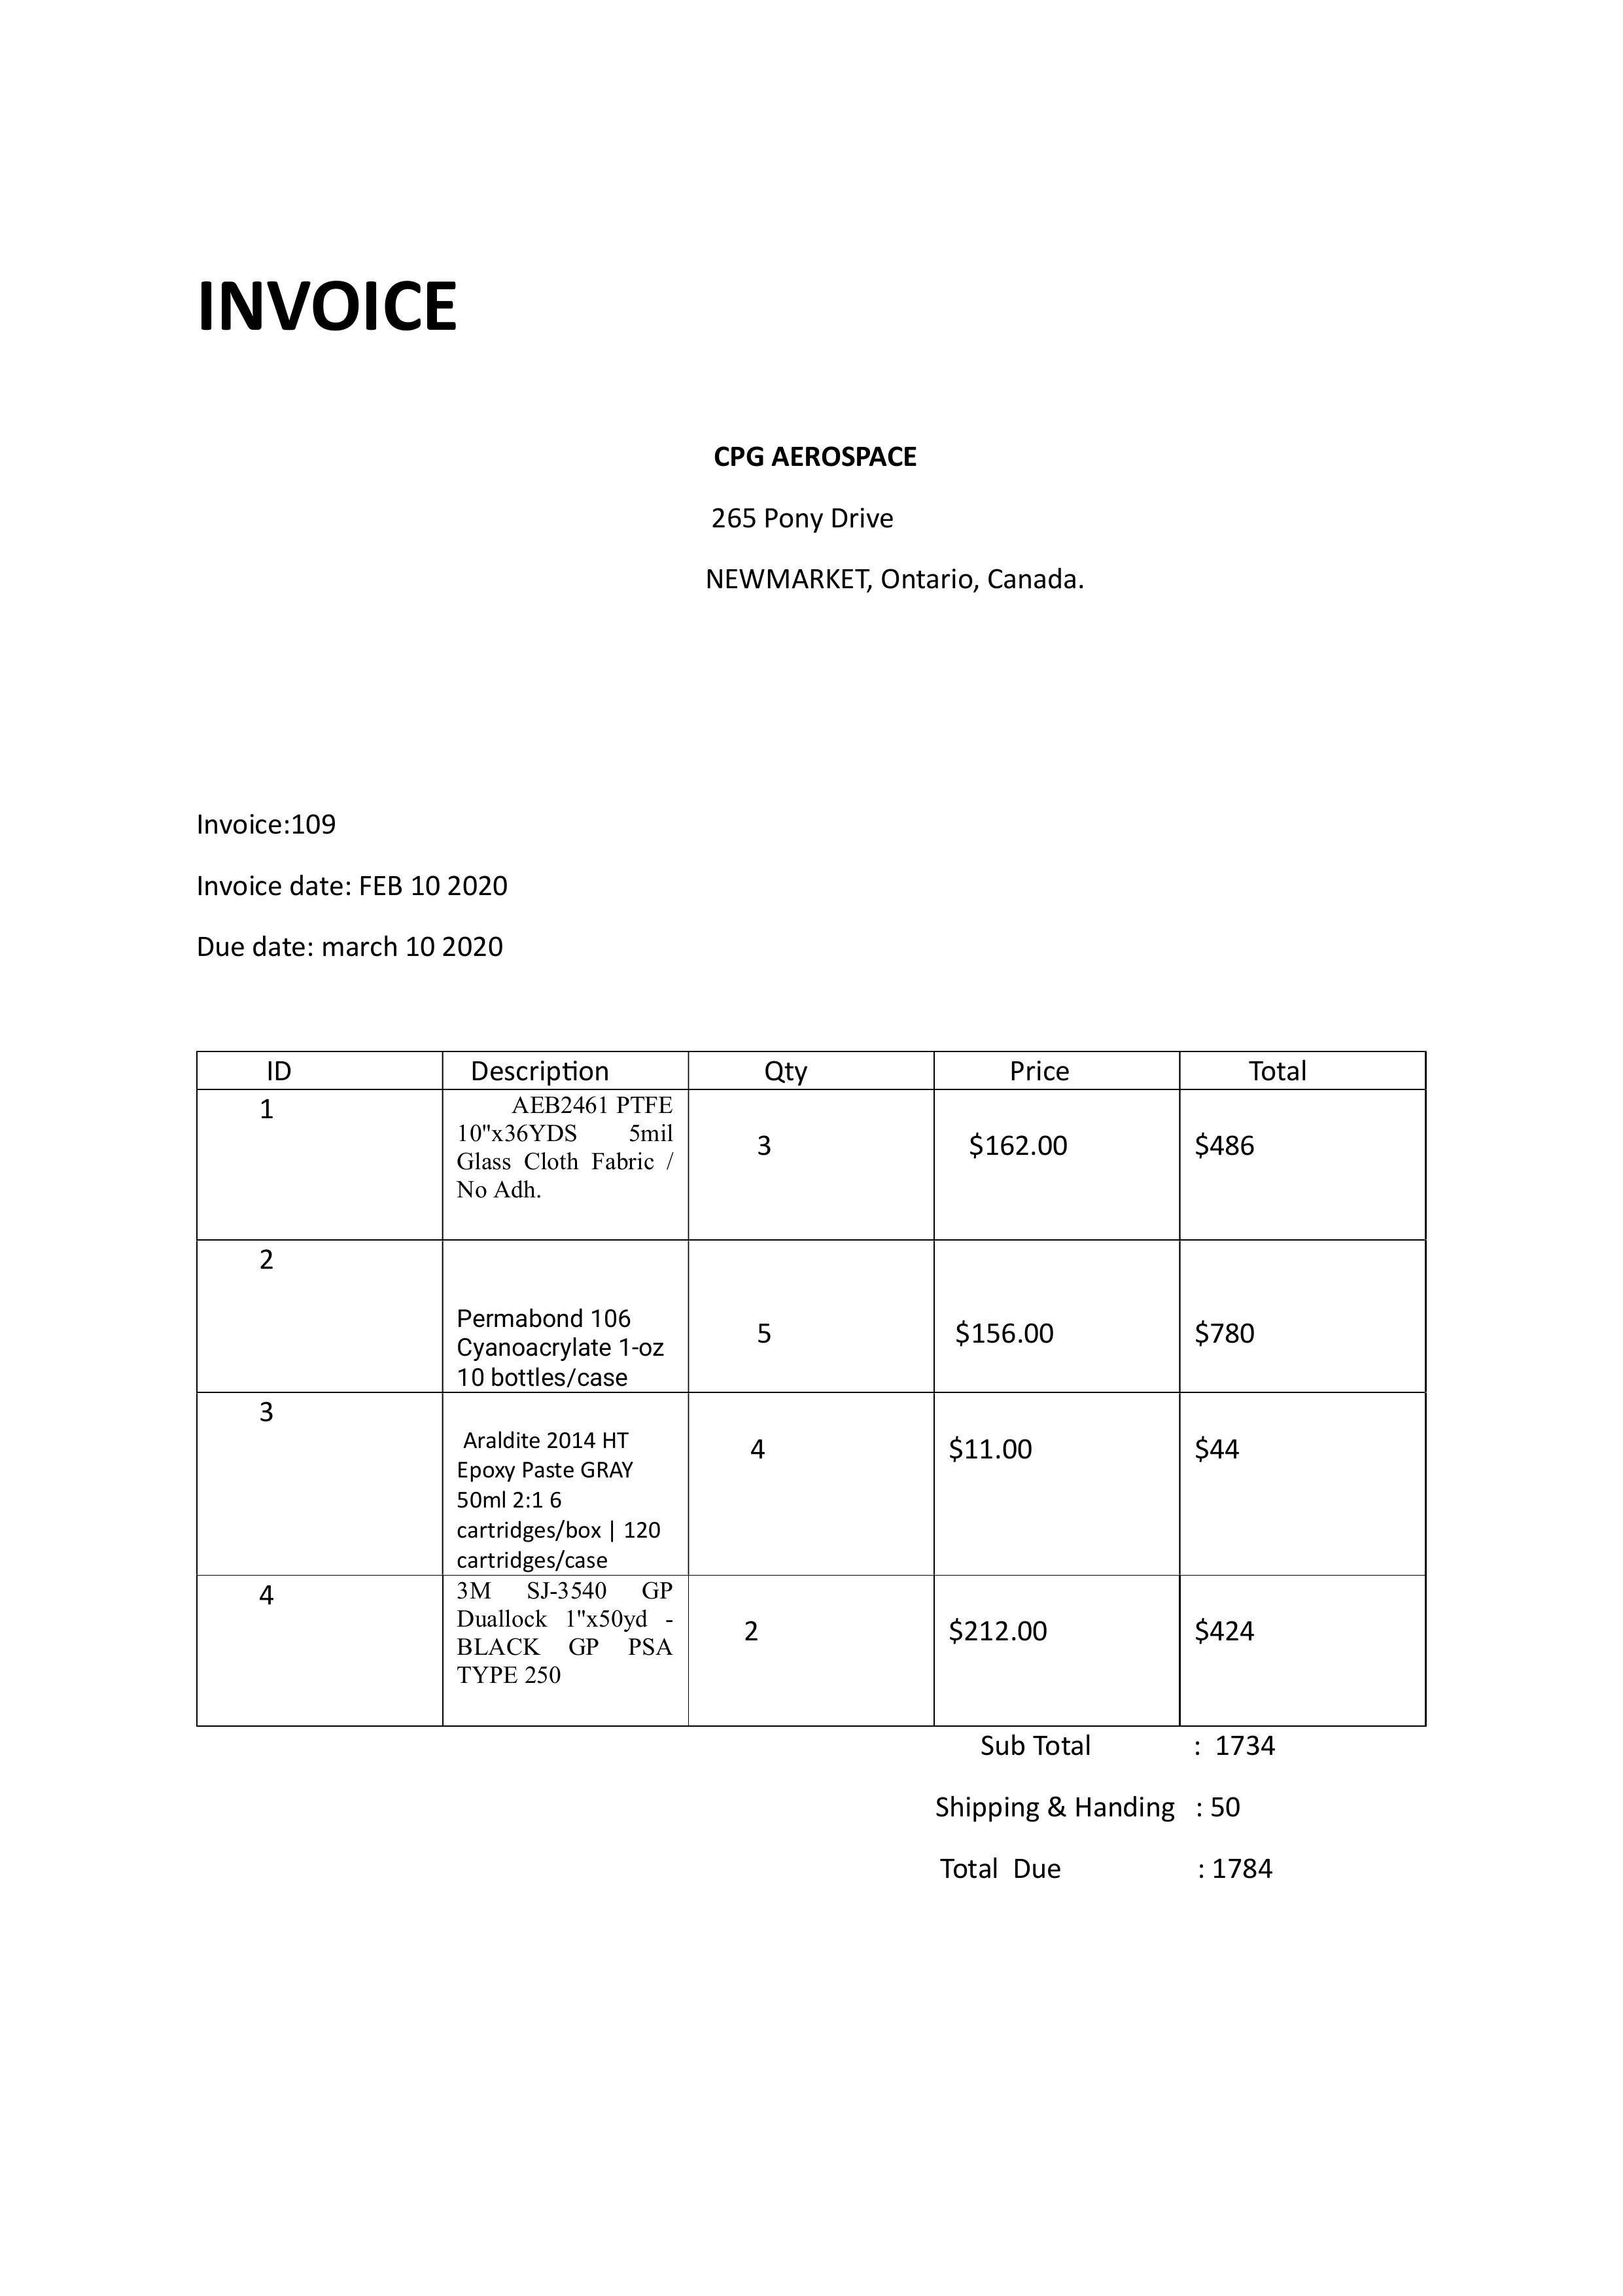 INVOICE
CPG AEROSPACE
265 Pony Drive
NEWMARKET, Ontario, Canada.
Invoice:109
Invoice date: FEB 10 2020
Due date: march 10 2020
ID Description Qty Price Total
1
AEB2461 PTFE
10"x36YDS 5mil
Glass Cloth Fabric /
No Adh.
3 $162.00 $486
2
Permabond 106
Cyanoacrylate 1-oz
10 bottles/case
5 $156.00 $780
3
Araldite 2014 HT
Epoxy Paste GRAY
50ml 2:1 6
cartridges/box | 120
cartridges/case
4 $11.00 $44
4
3M SJ-3540 GP
Duallock 1"x50yd -
BLACK GP PSA
TYPE 250
2 $212.00 $424
Sub Total : 1734
Shipping & Handing : 50
Total Due : 1784